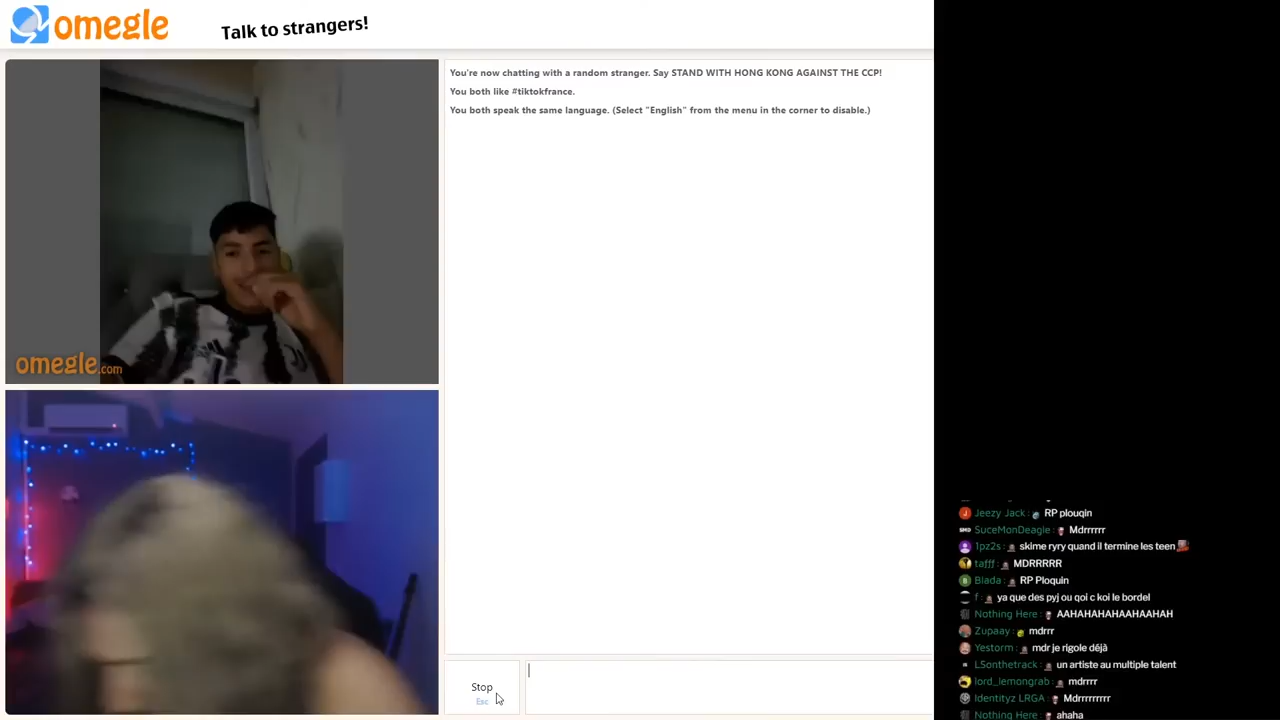 omegle
Talk to strangers!
You're now chatting with a random stranger. Say STAND WITH HONG KONG AGAINST THE CCP!
You both like #tiktokfrance.
You both speak the same language. (Select "English" from the menu in the corner to disable.)
omegle.com
Stop
Esc
Jeezy Jack : RP plouqin
SuceMonDeagle : Mdrrrrrr
1pz2s : skime ryry quand il termine les teen
tafff : MDRRRRR
Blada : RP Ploquin
f : ya que des pyj ou qoi c koi le bordel
Nothing Here : AAHAHAHAHAAHAAHAH
Zupaay : mdrrr
Yestorm : mdr je rigole déjà
LSonthetrack : un artiste au multiple talent
lord_lemongrab : mdrrrr
Identityz LRGA : Mdrrrrrrrrr
Nothing Here : ahaha